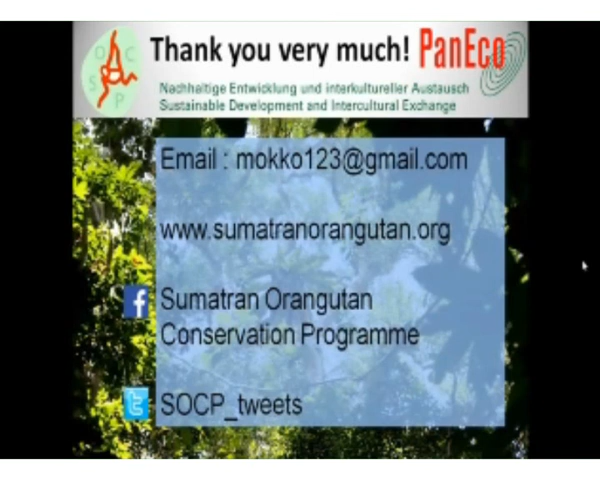 Thank you very much! PanEco
Nachhaltige Entwicklung und interkultureller Austausch
Sustainable Development and Intercultural Exchange
SOCP
Email : mokko123@gmail.com
www.sumatranorangutan.org
f Sumatran Orangutan
Conservation Programme
t SOCP_tweets